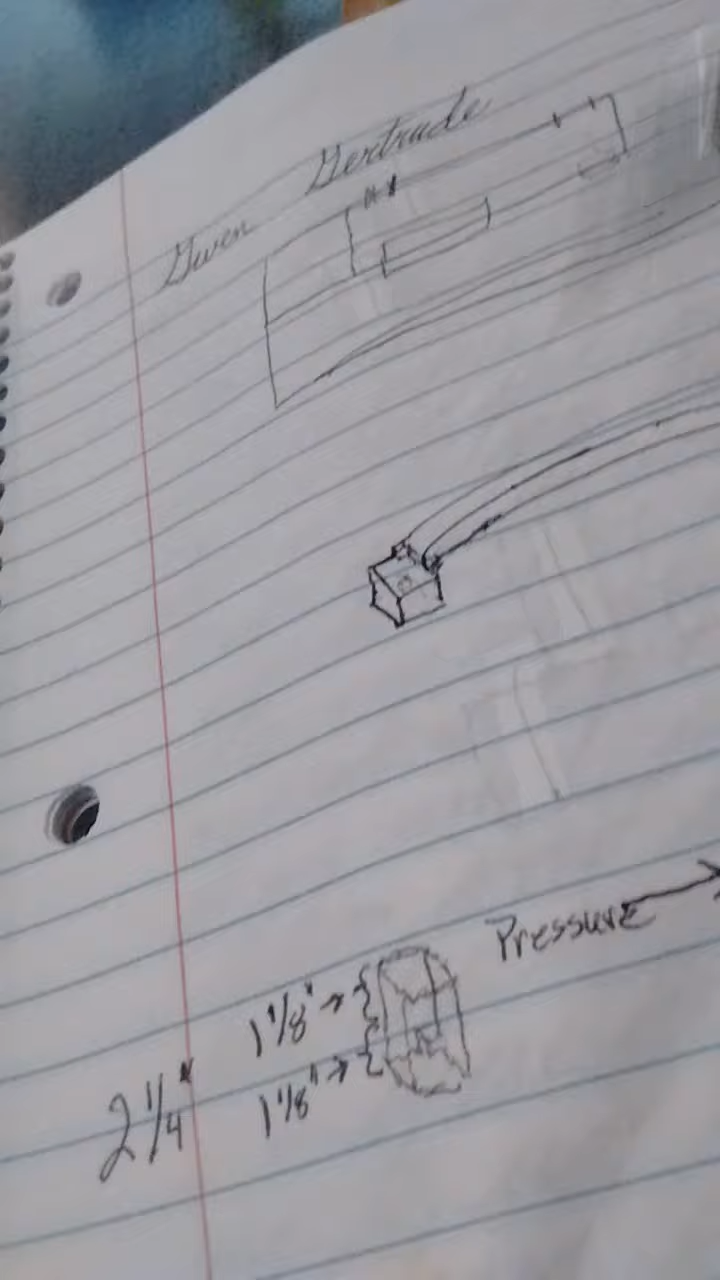 Gertrude
Gwen
Pressure →
1 1/8" → {
2 1/4"
1 1/8" → {